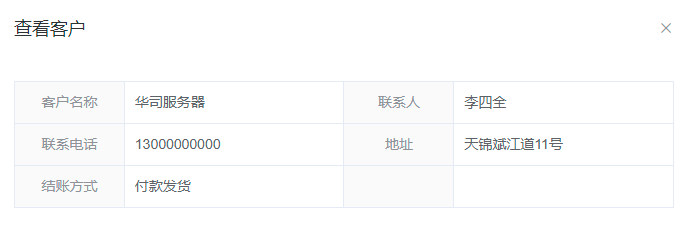 查看客户
客户名称 华司服务器 联系人 李四全
联系电话 13000000000 地址 天锦斌江道11号
结账方式 付款发货